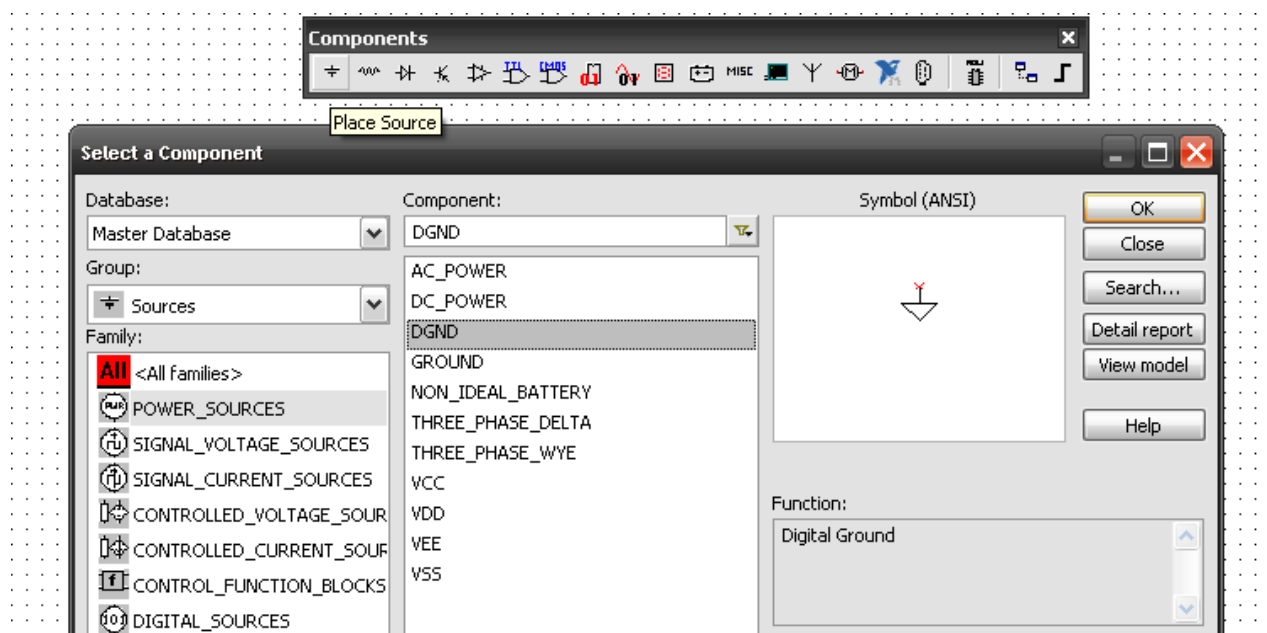 Components
TTL
CMOS
MISC
Place Source
Select a Component
Database:
Master Database
Group:
Sources
Family:
All <All families>
POWER_SOURCES
SIGNAL_VOLTAGE_SOURCES
SIGNAL_CURRENT_SOURCES
CONTROLLED_VOLTAGE_SOUR
CONTROLLED_CURRENT_SOUR
CONTROL_FUNCTION_BLOCKS
DIGITAL_SOURCES
Component:
DGND
AC_POWER
DC_POWER
DGND
GROUND
NON_IDEAL_BATTERY
THREE_PHASE_DELTA
THREE_PHASE_WYE
VCC
VDD
VEE
VSS
Symbol (ANSI)
Function:
Digital Ground
OK
Close
Search...
Detail report
View model
Help